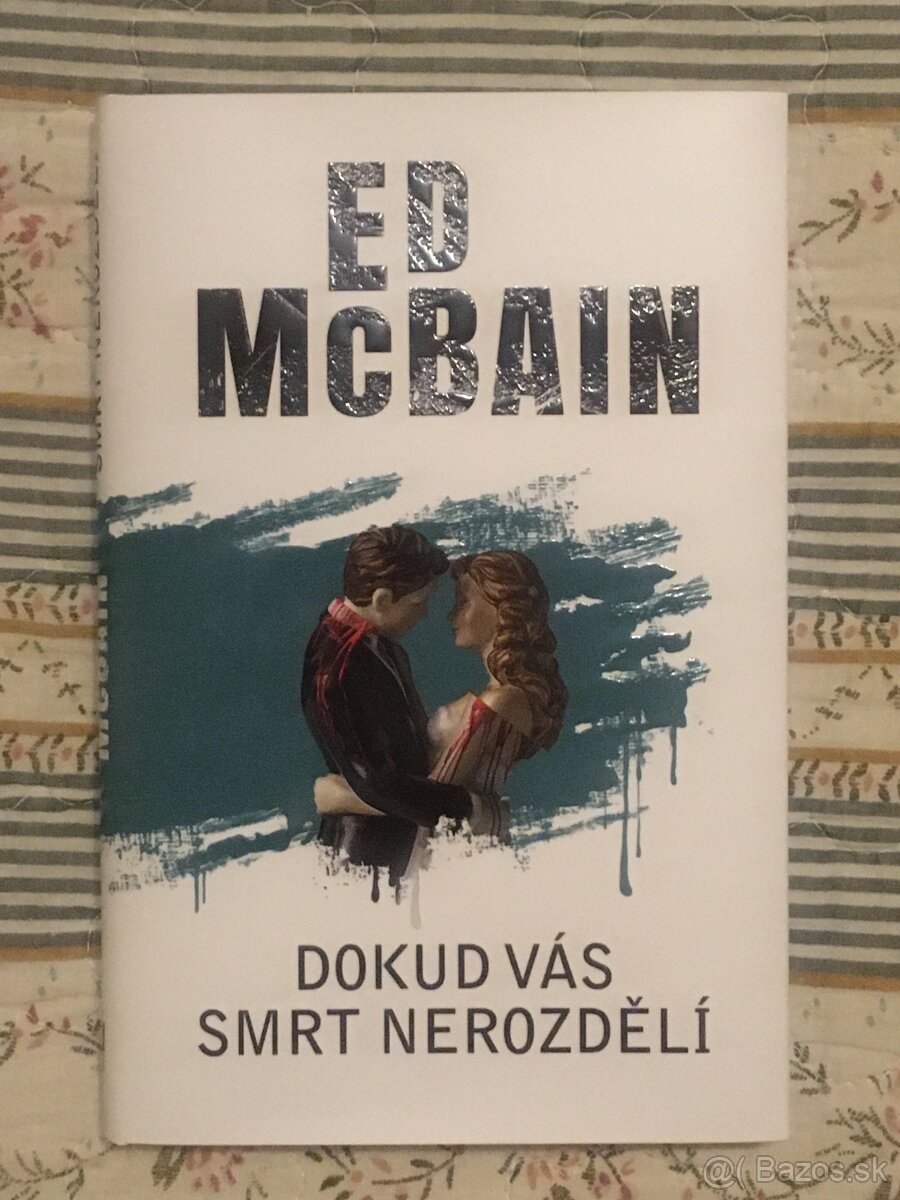 ED
McBAIN
DOKUD VÁS
SMRT NEROZDĚLÍ
@( Bazos.sk